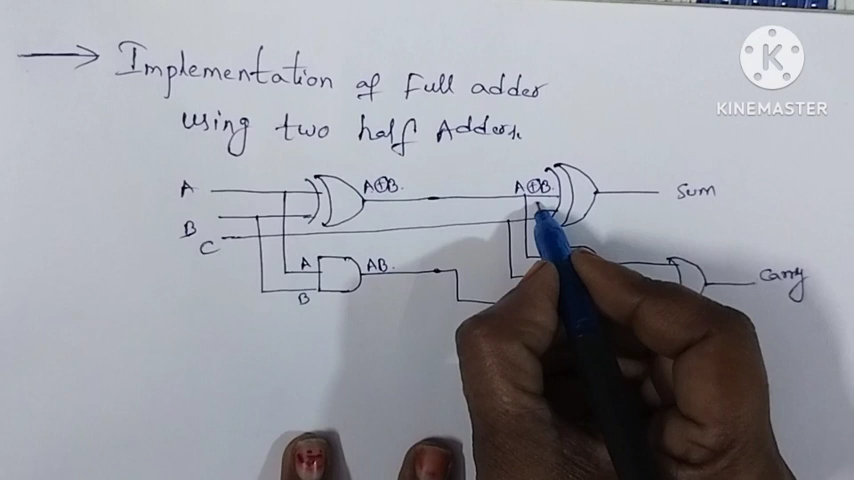 K
KINEMASTER
Implementation of Full adder
using two half Adders
A
A⊕B.
A⊕B.
Sum
B
C
A
AB.
B
Carry